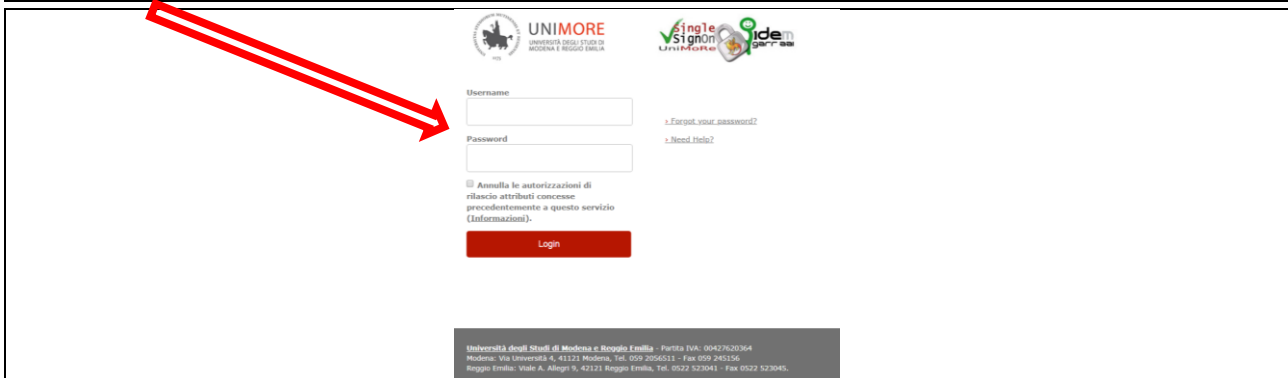 UNIMORE
UNIVERSITÀ DEGLI STUDI DI
MODENA E REGGIO EMILIA
1175
Single
SignOn
UniMoRe
idem
garr aai
Username
› Forgot your password?
Password
› Need Help?
Annulla le autorizzazioni di
rilascio attributi concesse
precedentemente a questo servizio
(Informazioni).
Login
Università degli Studi di Modena e Reggio Emilia - Partita IVA: 00427620364
Modena: Via Università 4, 41121 Modena, Tel. 059 2056511 - Fax 059 245156
Reggio Emilia: Viale A. Allegri 9, 42121 Reggio Emilia, Tel. 0522 523041 - Fax 0522 523045.